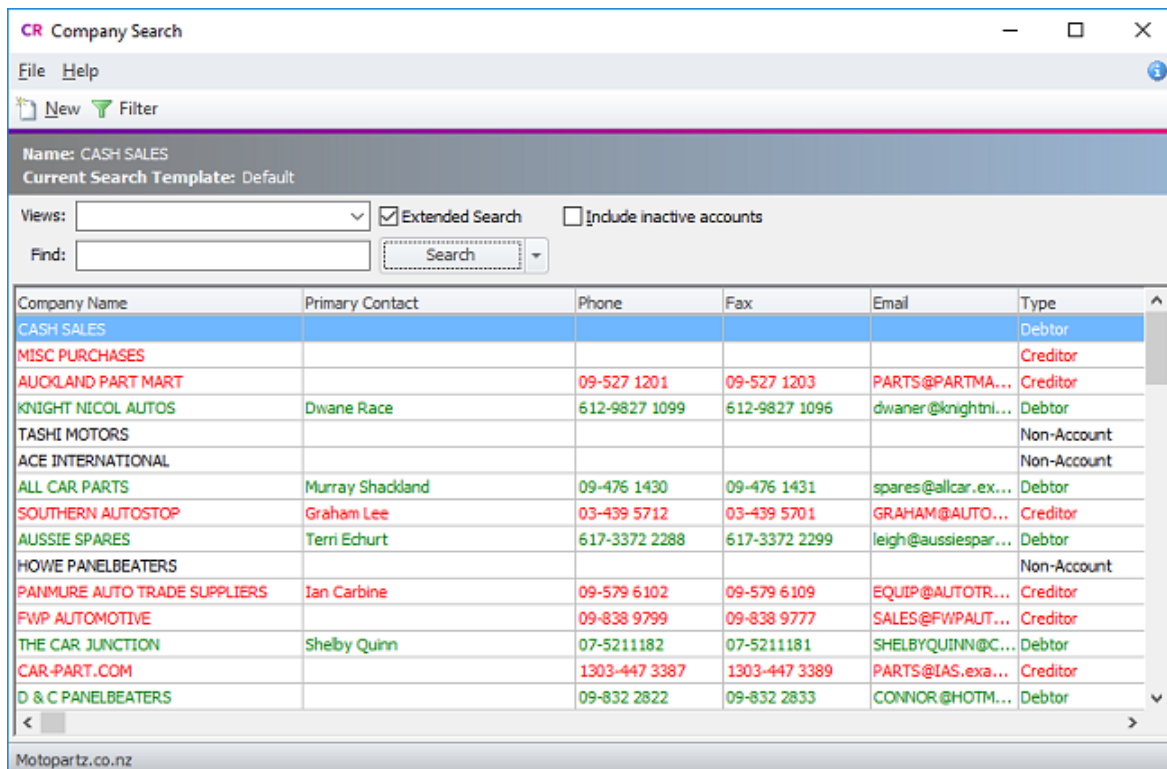 CR Company Search
File Help
New Filter
Name: CASH SALES
Current Search Template: Default
Views: Extended Search Include inactive accounts
Find: Search
Company Name Primary Contact Phone Fax Email Type
CASH SALES Debtor
MISC PURCHASES Creditor
AUCKLAND PART MART 09-527 1201 09-527 1203 PARTS@PARTMA... Creditor
KNIGHT NICOL AUTOS Dwane Race 612-9827 1099 612-9827 1096 dwaner@knightni... Debtor
TASHI MOTORS Non-Account
ACE INTERNATIONAL Non-Account
ALL CAR PARTS Murray Shackland 09-476 1430 09-476 1431 spares@allcar.ex... Debtor
SOUTHERN AUTOSTOP Graham Lee 03-439 5712 03-439 5701 GRAHAM@AUTO... Creditor
AUSSIE SPARES Terri Echurt 617-3372 2288 617-3372 2299 leigh@aussiespar... Debtor
HOWE PANELBEATERS Non-Account
PANMURE AUTO TRADE SUPPLIERS Ian Carbine 09-579 6102 09-579 6109 EQUIP@AUTOTR... Creditor
FWP AUTOMOTIVE 09-838 9799 09-838 9777 SALES@FWPAUT... Creditor
THE CAR JUNCTION Shelby Quinn 07-5211182 07-5211181 SHELBYQUINN@C... Debtor
CAR-PART.COM 1303-447 3387 1303-447 3389 PARTS@IAS.exa... Creditor
D & C PANELBEATERS 09-832 2822 09-832 2833 CONNOR@HOTM... Debtor
Motopartz.co.nz